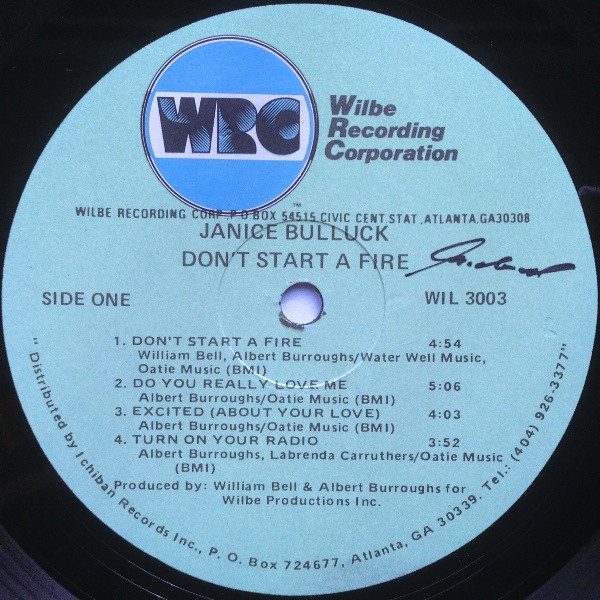 WRC
Wilbe
Recording
Corporation
™
WILBE RECORDING CORP. P O BOX 54515 CIVIC CENT.STAT.,ATLANTA,GA30308
JANICE BULLUCK
DON'T START A FIRE
SIDE ONE
WIL 3003
1. DON'T START A FIRE 4:54
William Bell, Albert Burroughs/Water Well Music,
Oatie Music (BMI)
2. DO YOU REALLY LOVE ME 5:06
Albert Burroughs/Oatie Music (BMI)
3. EXCITED (ABOUT YOUR LOVE) 4:03
Albert Burroughs/Oatie Music (BMI)
4. TURN ON YOUR RADIO 3:52
Albert Burroughs, Labrenda Carruthers/Oatie Music
(BMI)
Produced by: William Bell & Albert Burroughs for
Wilbe Productions Inc.
"Distributed by Ichiban Records Inc., P. O. Box 724677, Atlanta, GA 30339. Tel.: (404) 926-3377"